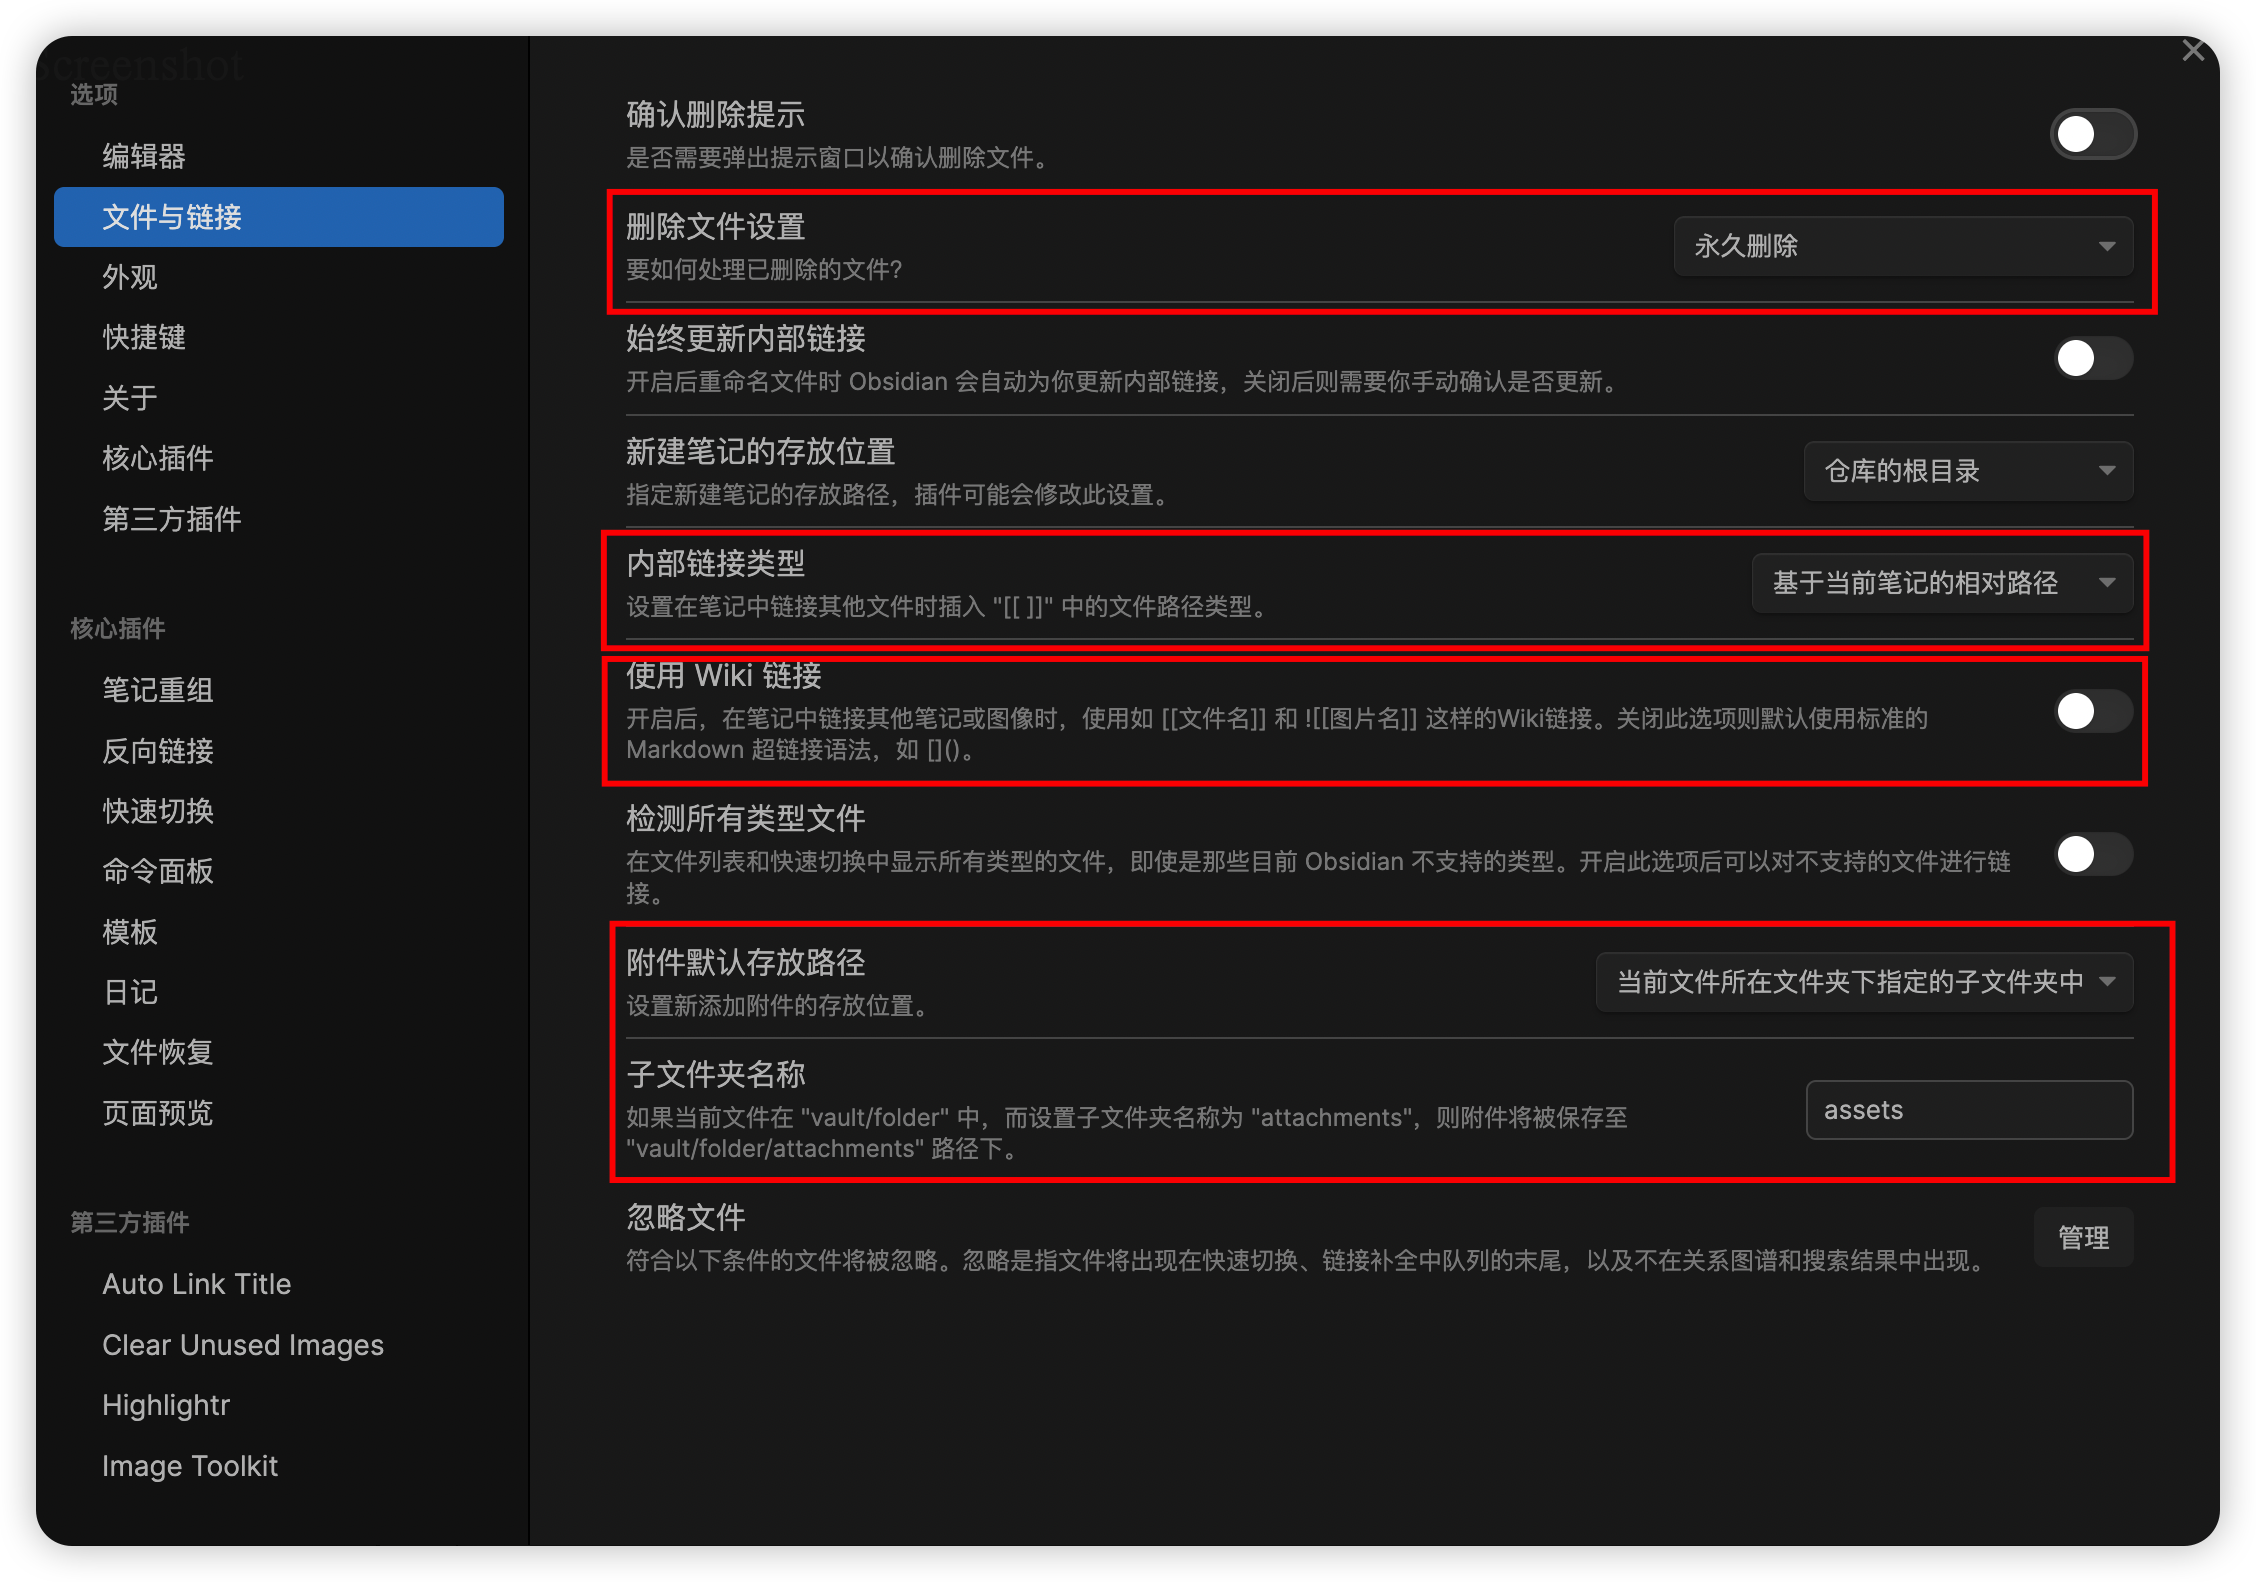 Screenshot
选项
编辑器
文件与链接
外观
快捷键
关于
核心插件
第三方插件
核心插件
笔记重组
反向链接
快速切换
命令面板
模板
日记
文件恢复
页面预览
第三方插件
Auto Link Title
Clear Unused Images
Highlightr
Image Toolkit
确认删除提示
是否需要弹出提示窗口以确认删除文件。
删除文件设置
要如何处理已删除的文件?
永久删除
始终更新内部链接
开启后重命名文件时 Obsidian 会自动为你更新内部链接，关闭后则需要你手动确认是否更新。
新建笔记的存放位置
指定新建笔记的存放路径，插件可能会修改此设置。
仓库的根目录
内部链接类型
设置在笔记中链接其他文件时插入 "[[ ]]" 中的文件路径类型。
基于当前笔记的相对路径
使用 Wiki 链接
开启后，在笔记中链接其他笔记或图像时，使用如 [[文件名]] 和 ![[图片名]] 这样的Wiki链接。关闭此选项则默认使用标准的
Markdown 超链接语法，如 []()。
检测所有类型文件
在文件列表和快速切换中显示所有类型的文件，即使是那些目前 Obsidian 不支持的类型。开启此选项后可以对不支持的文件进行链
接。
附件默认存放路径
设置新添加附件的存放位置。
当前文件所在文件夹下指定的子文件夹中
子文件夹名称
如果当前文件在 "vault/folder" 中，而设置子文件夹名称为 "attachments"，则附件将被保存至
"vault/folder/attachments" 路径下。
assets
忽略文件
符合以下条件的文件将被忽略。忽略是指文件将出现在快速切换、链接补全中队列的末尾，以及不在关系图谱和搜索结果中出现。
管理